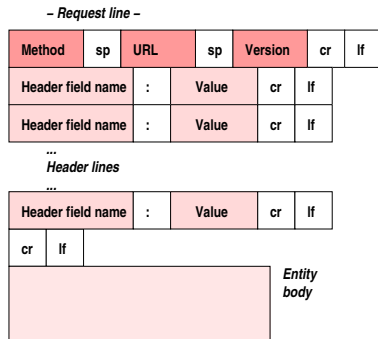 – Request line –
Method sp URL sp Version cr lf
Header field name : Value cr lf
Header field name : Value cr lf
...
Header lines
...
Header field name : Value cr lf
cr lf
Entity
body